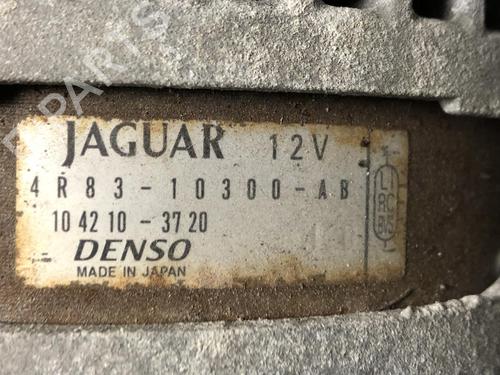 JAGUAR 12V
4R83-10300-AB
104210-3720
DENSO
MADE IN JAPAN